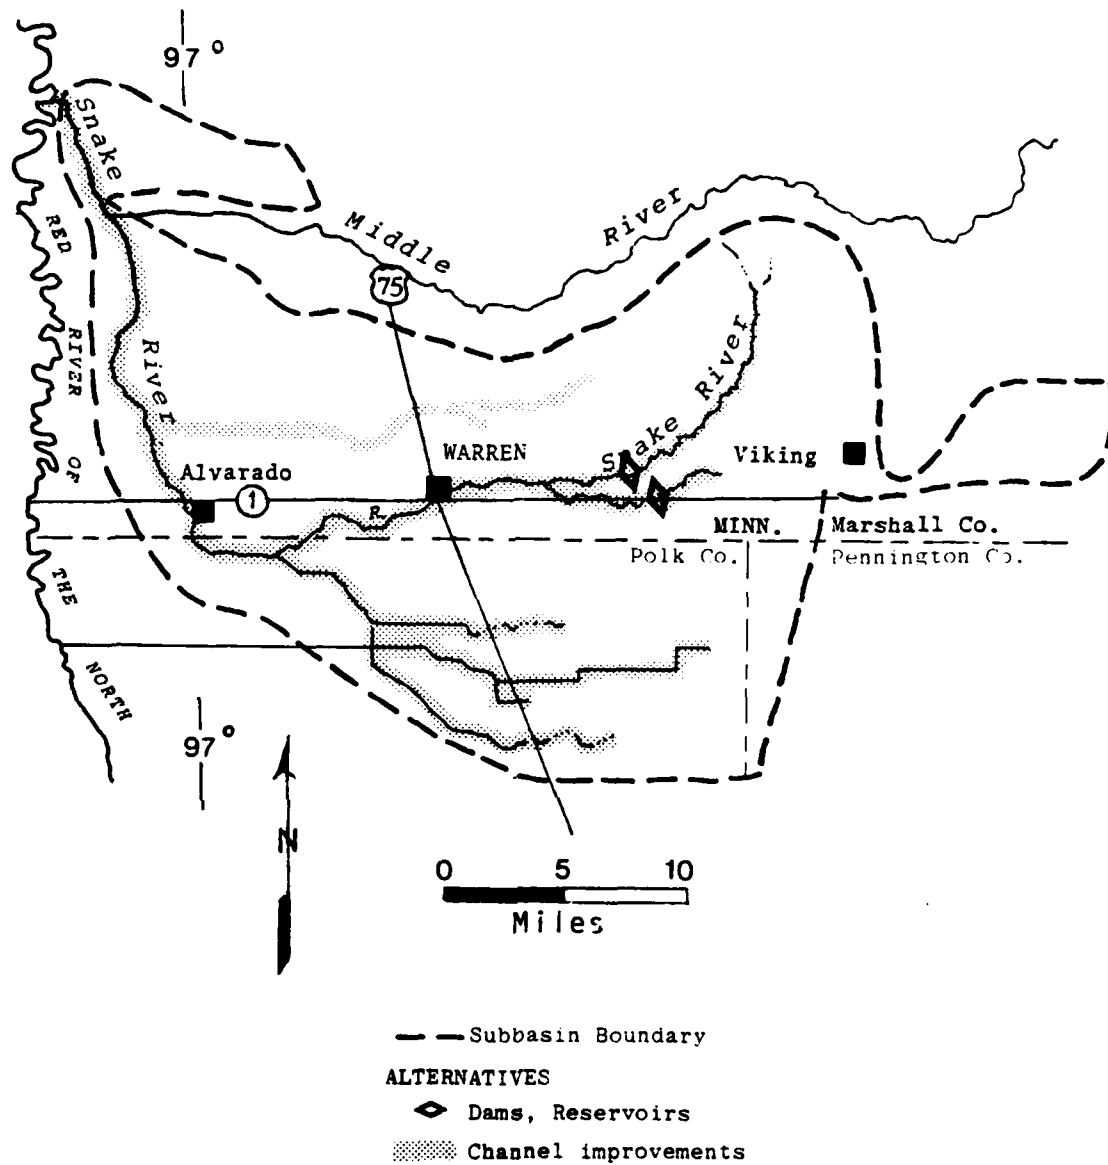 97°
Snake
RED
RIVER
OF
THE
NORTH
Middle
River
75
River
Snake River
WARREN
Viking
Alvarado
1
R.
MINN.
Marshall Co.
Polk Co.
Pennington Co.
97°
N
0 5 10
Miles
Subbasin Boundary
ALTERNATIVES
Dams, Reservoirs
Channel improvements